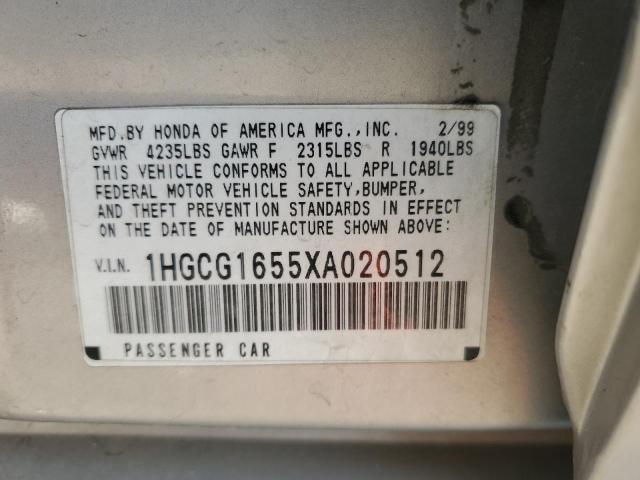 MFD.BY HONDA OF AMERICA MFG.,INC. 2/99
GVWR 4235LBS GAWR F 2315LBS R 1940LBS
THIS VEHICLE CONFORMS TO ALL APPLICABLE
FEDERAL MOTOR VEHICLE SAFETY,BUMPER,
AND THEFT PREVENTION STANDARDS IN EFFECT
ON THE DATE OF MANUFACTURE SHOWN ABOVE:
V.I.N. 1HGCG1655XA020512
PASSENGER CAR